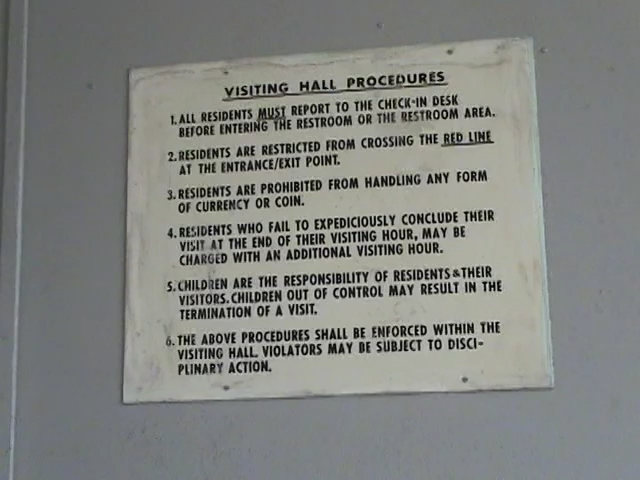 VISITING HALL PROCEDURES
1. ALL RESIDENTS MUST REPORT TO THE CHECK-IN DESK
BEFORE ENTERING THE RESTROOM OR THE RESTROOM AREA.
2. RESIDENTS ARE RESTRICTED FROM CROSSING THE RED LINE
AT THE ENTRANCE/EXIT POINT.
3. RESIDENTS ARE PROHIBITED FROM HANDLING ANY FORM
OF CURRENCY OR COIN.
4. RESIDENTS WHO FAIL TO EXPEDICIOUSLY CONCLUDE THEIR
VISIT AT THE END OF THEIR VISITING HOUR, MAY BE
CHARGED WITH AN ADDITIONAL VISITING HOUR.
5. CHILDREN ARE THE RESPONSIBILITY OF RESIDENTS & THEIR
VISITORS. CHILDREN OUT OF CONTROL MAY RESULT IN THE
TERMINATION OF A VISIT.
6. THE ABOVE PROCEDURES SHALL BE ENFORCED WITHIN THE
VISITING HALL. VIOLATORS MAY BE SUBJECT TO DISCI-
PLINARY ACTION.